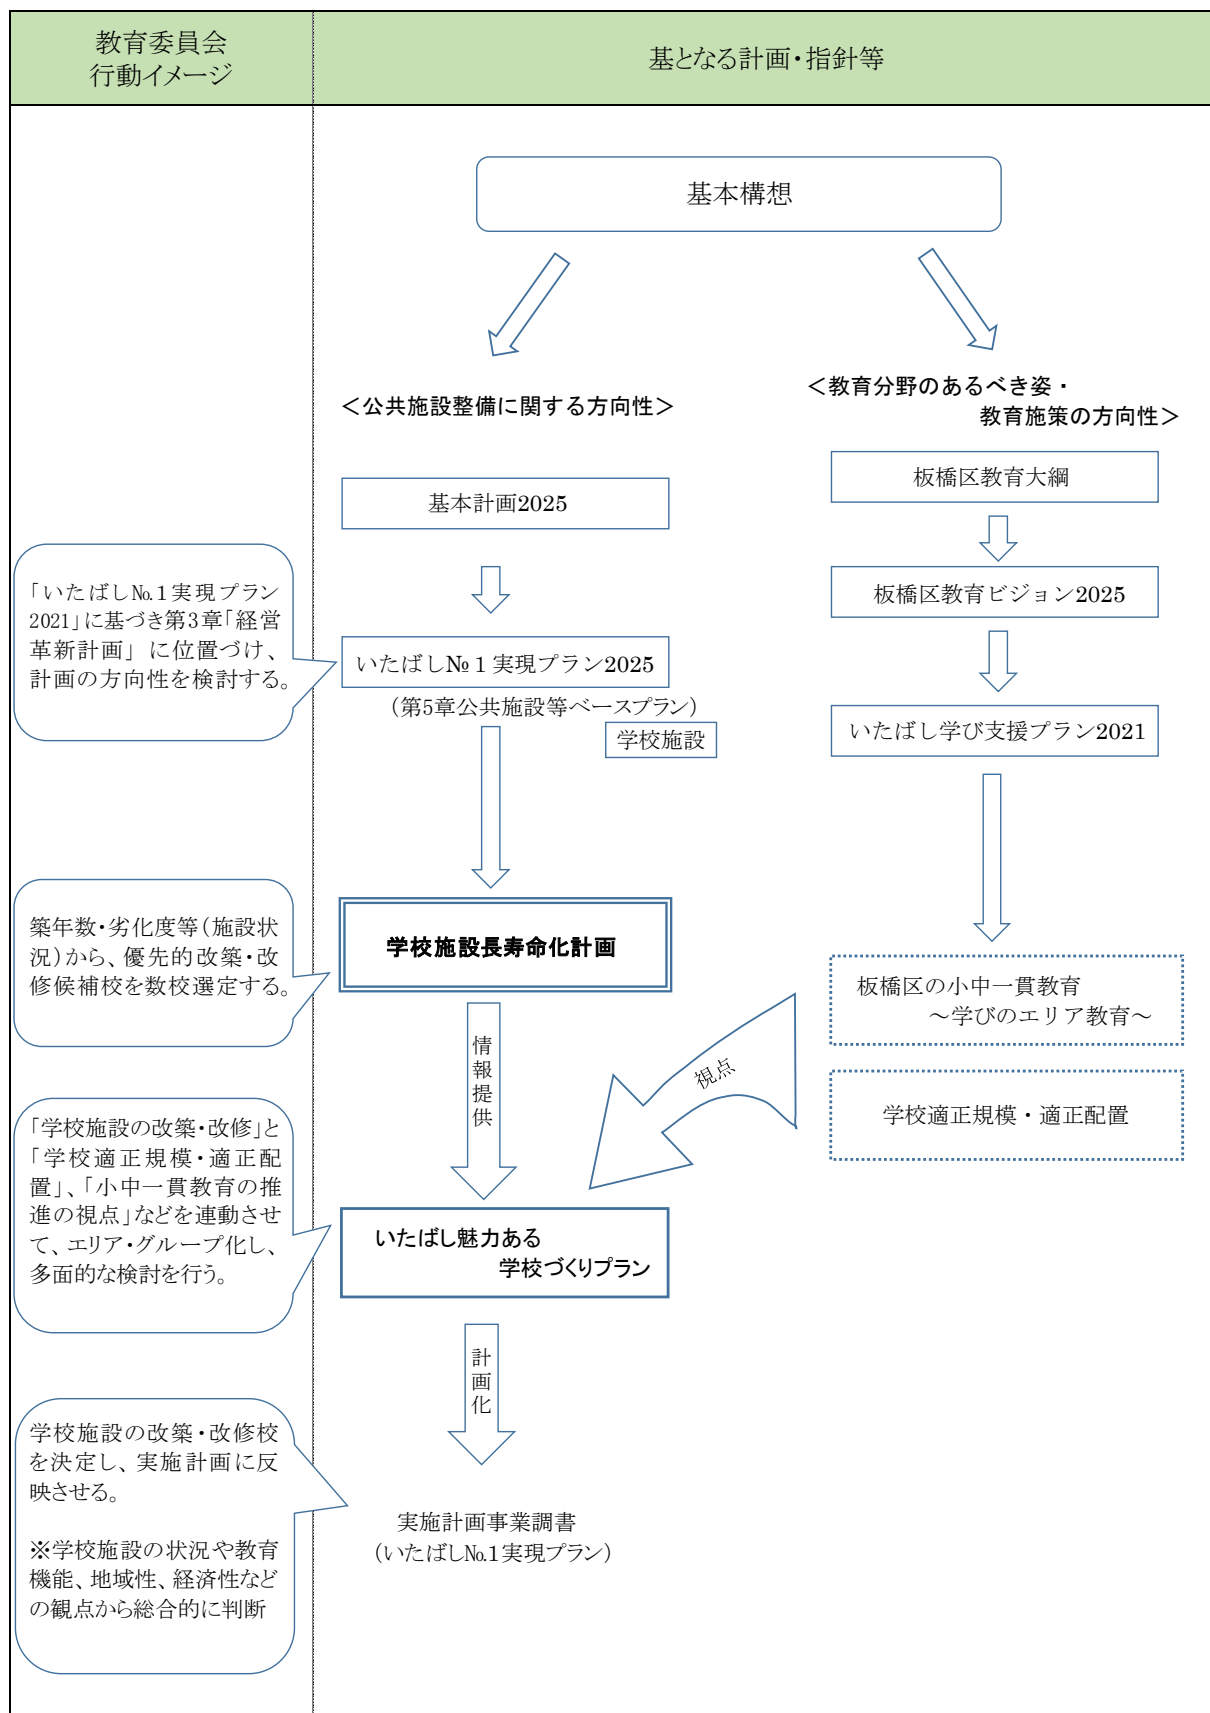 教育委員会
行動イメージ
基となる計画・指針等
基本構想
＜公共施設整備に関する方向性＞
＜教育分野のあるべき姿・
教育施策の方向性＞
基本計画2025
板橋区教育大綱
板橋区教育ビジョン2025
「いたばし№1実現プラン
2021」に基づき第3章「経営
革新計画」に位置づけ、
計画の方向性を検討する。
いたばし№１実現プラン2025
（第5章公共施設等ベースプラン）
学校施設
いたばし学び支援プラン2021
築年数・劣化度等（施設状
況）から、優先的改築・改
修候補校を数校選定する。
学校施設長寿命化計画
板橋区の小中一貫教育
～学びのエリア教育～
情報提供
視点
学校適正規模・適正配置
「学校施設の改築・改修」と
「学校適正規模・適正配
置」、「小中一貫教育の推
進の視点」などを連動させ
て、エリア・グループ化し、
多面的な検討を行う。
いたばし魅力ある
学校づくりプラン
計画化
学校施設の改築・改修校
を決定し、実施計画に反
映させる。
※学校施設の状況や教育
機能、地域性、経済性など
の観点から総合的に判断
実施計画事業調書
（いたばし№1実現プラン）